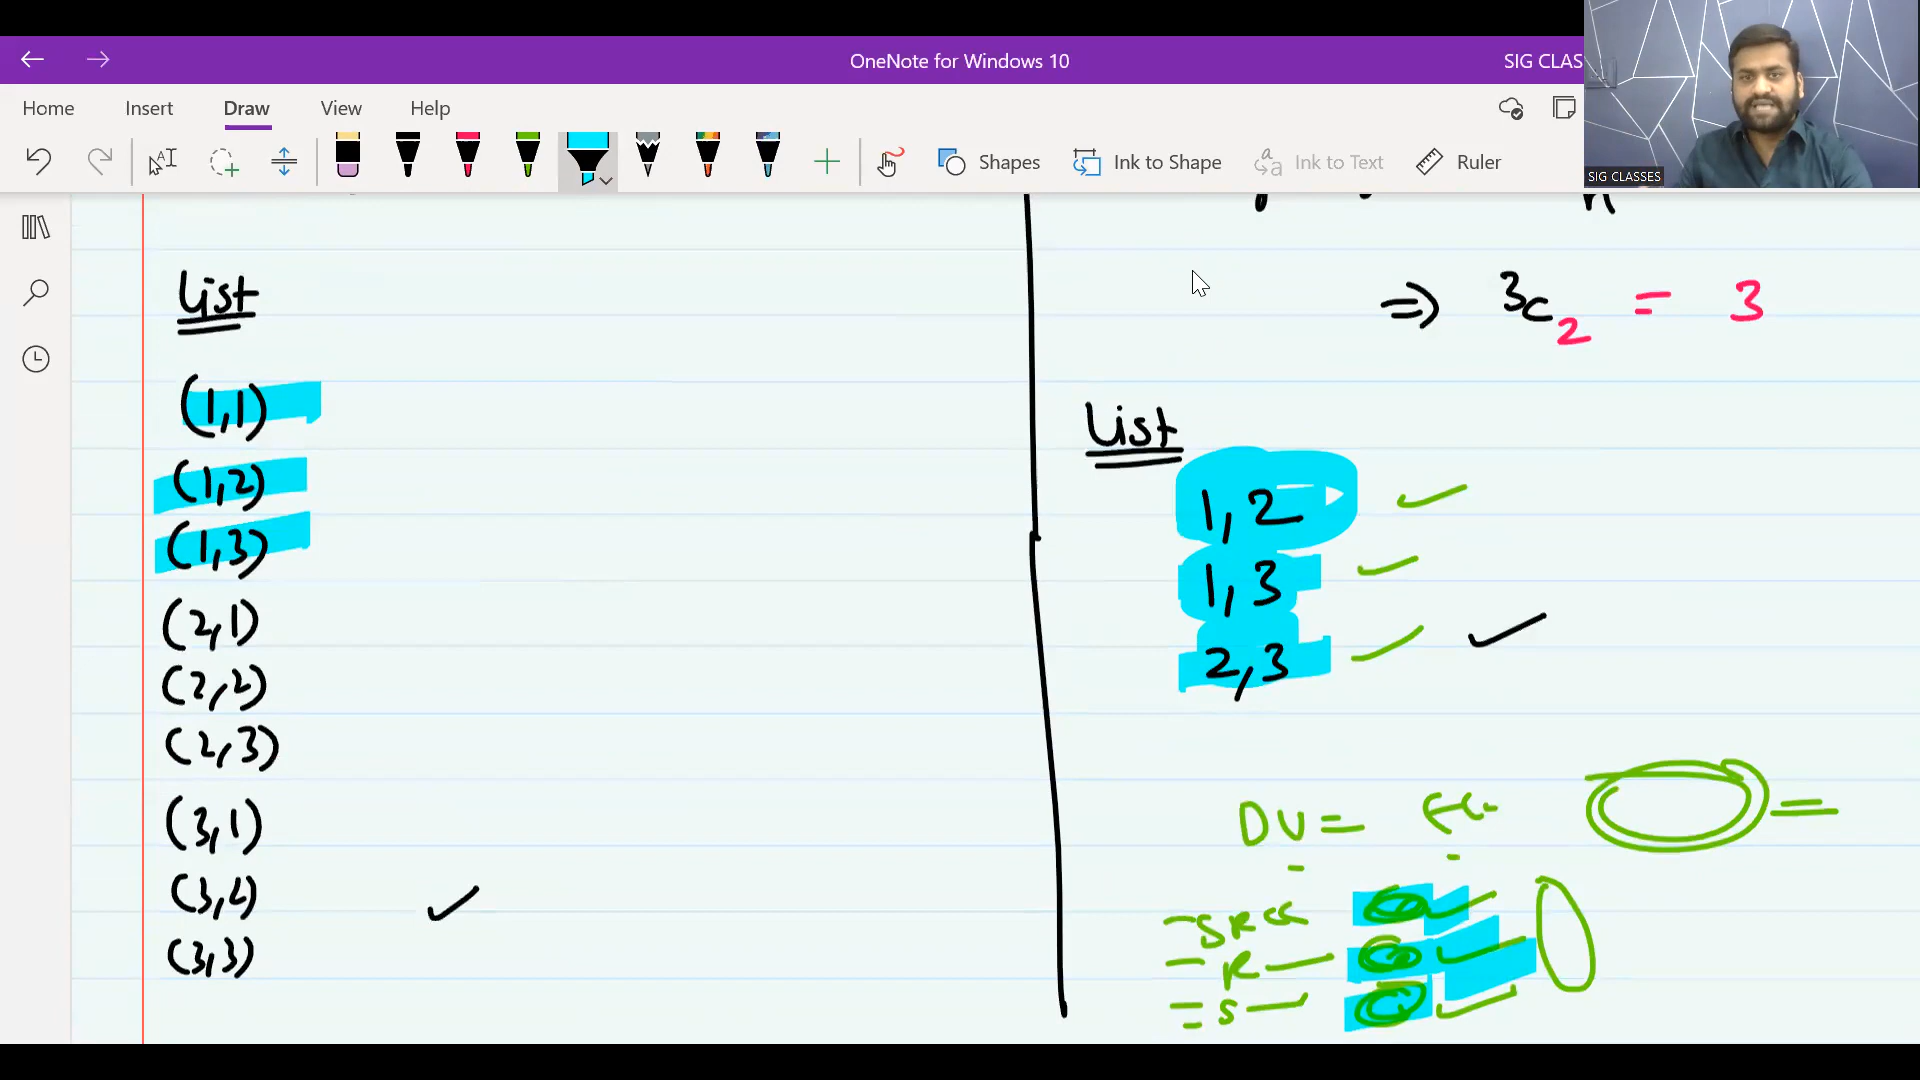 OneNote for Windows 10
SIG CLAS
Home Insert Draw View Help
Shapes Ink to Shape Ink to Text Ruler
SIG CLASSES
List
(1,1)
(1,2)
(1,3)
(2,1)
(2,2)
(2,3)
(3,1)
(3,2)
(3,3)
n
⇒ ³C₂ = 3
List
1,2
1,3
2,3
DV =
R
S